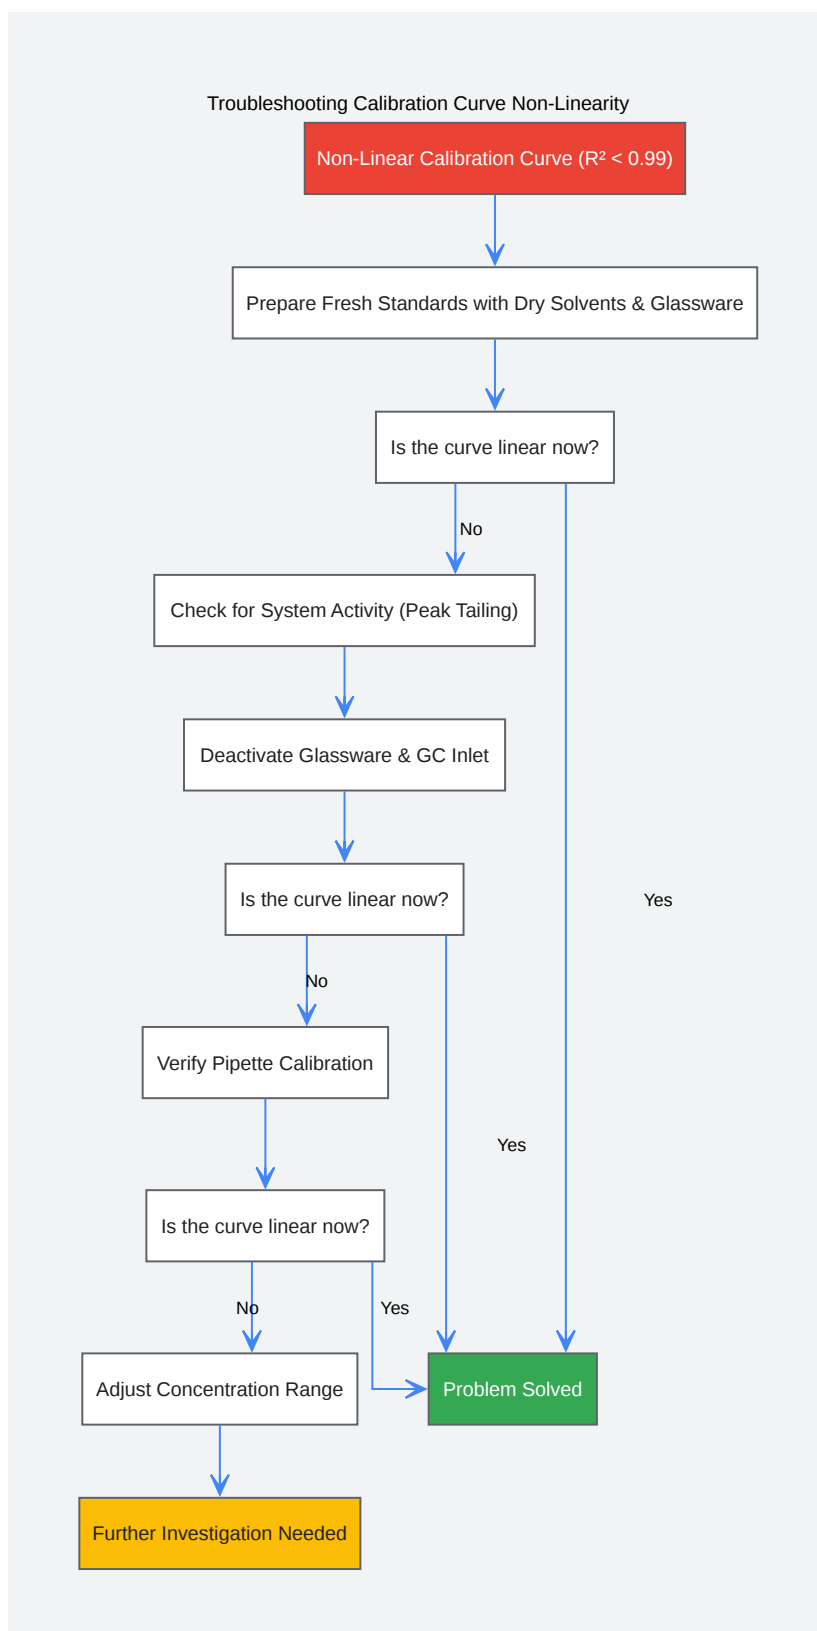 Troubleshooting Calibration Curve Non-Linearity
Non-Linear Calibration Curve (R² < 0.99)
Prepare Fresh Standards with Dry Solvents & Glassware
Is the curve linear now?
No
Check for System Activity (Peak Tailing)
Deactivate Glassware & GC Inlet
Is the curve linear now?
Yes
No
Verify Pipette Calibration
Yes
Is the curve linear now?
No
Yes
Adjust Concentration Range
Problem Solved
Further Investigation Needed